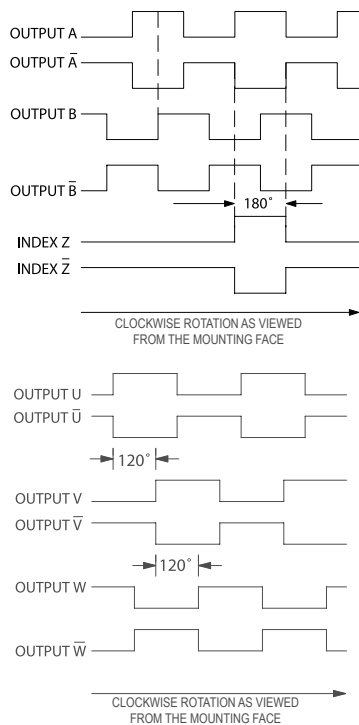 OUTPUT A
OUTPUT A̅
OUTPUT B
OUTPUT B̅
180°
INDEX Z
INDEX Z̅
CLOCKWISE ROTATION AS VIEWED
FROM THE MOUNTING FACE
OUTPUT U
OUTPUT U̅
120°
OUTPUT V
OUTPUT V̅
120°
OUTPUT W
OUTPUT W̅
CLOCKWISE ROTATION AS VIEWED
FROM THE MOUNTING FACE